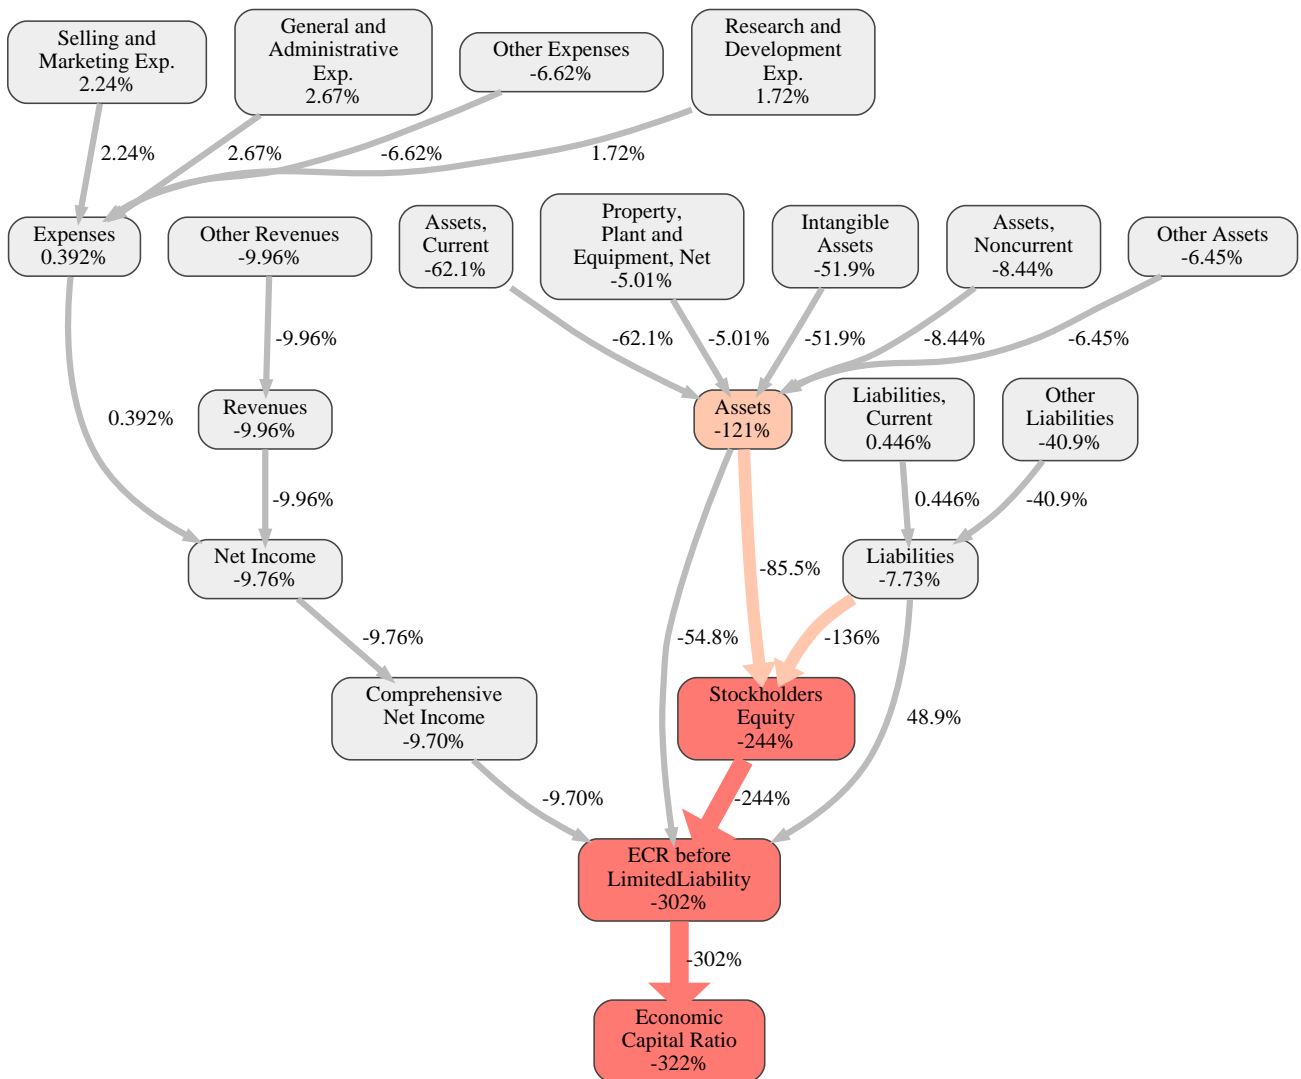 Selling and
Marketing Exp.
2.24%
General and
Administrative
Exp.
2.67%
Other Expenses
-6.62%
Research and
Development
Exp.
1.72%
2.24%
2.67%
-6.62%
1.72%
Expenses
0.392%
Other Revenues
-9.96%
Assets,
Current
-62.1%
Property,
Plant and
Equipment, Net
-5.01%
Intangible
Assets
-51.9%
Assets,
Noncurrent
-8.44%
Other Assets
-6.45%
-9.96%
-62.1%
-5.01%
-51.9%
-8.44%
-6.45%
0.392%
Revenues
-9.96%
Assets
-121%
Liabilities,
Current
0.446%
Other
Liabilities
-40.9%
-9.96%
0.446%
-40.9%
Net Income
-9.76%
Liabilities
-7.73%
-85.5%
-9.76%
-54.8%
-136%
Comprehensive
Net Income
-9.70%
Stockholders
Equity
-244%
48.9%
-9.70%
-244%
ECR before
LimitedLiability
-302%
-302%
Economic
Capital Ratio
-322%